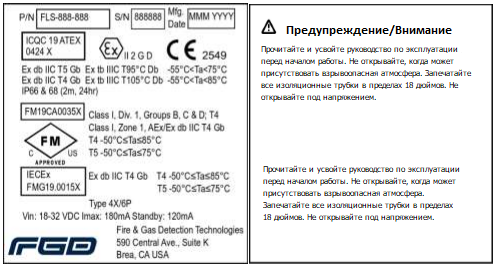 P/N FLS-888-888 S/N 888888 Mfg. Date MMM YYYY
ICQC 19 ATEX
0424 X
Ex II 2 G D CE 2549
Ex db IIC T5 Gb Ex tb IIIC T95°C Db -55°C<Ta<75°C
Ex db IIC T4 Gb Ex tb IIIC T105°C Db -55°C<Ta<85°C
IP66 & 68 (2m, 24hr)
FM19CA0035X
Class I, Div. 1, Groups B, C & D; T4
Class I, Zone 1, AEx/Ex db IIC T4 Gb
FM
APPROVED
C US
T4 -50°C≤Ta≤85°C
T5 -50°C≤Ta≤75°C
IECEx
FMG19.0015X
Ex db IIC T4 Gb T4 -50°C≤Ta≤85°C
T5 -50°C≤Ta≤75°C
Type 4X/6P
Vin: 18-32 VDC Imax: 180mA Standby: 120mA
FGD
Fire & Gas Detection Technologies
590 Central Ave., Suite K
Brea, CA USA
Предупреждение/Внимание
Прочитайте и усвойте руководство по эксплуатации
перед началом работы. Не открывайте, когда может
присутствовать взрывоопасная атмосфера. Запечатайте
все изоляционные трубки в пределах 18 дюймов. Не
открывайте под напряжением.
Прочитайте и усвойте руководство по эксплуатации
перед началом работы. Не открывайте, когда может
присутствовать взрывоопасная атмосфера.
Запечатайте все изоляционные трубки в пределах
18 дюймов. Не открывайте под напряжением.